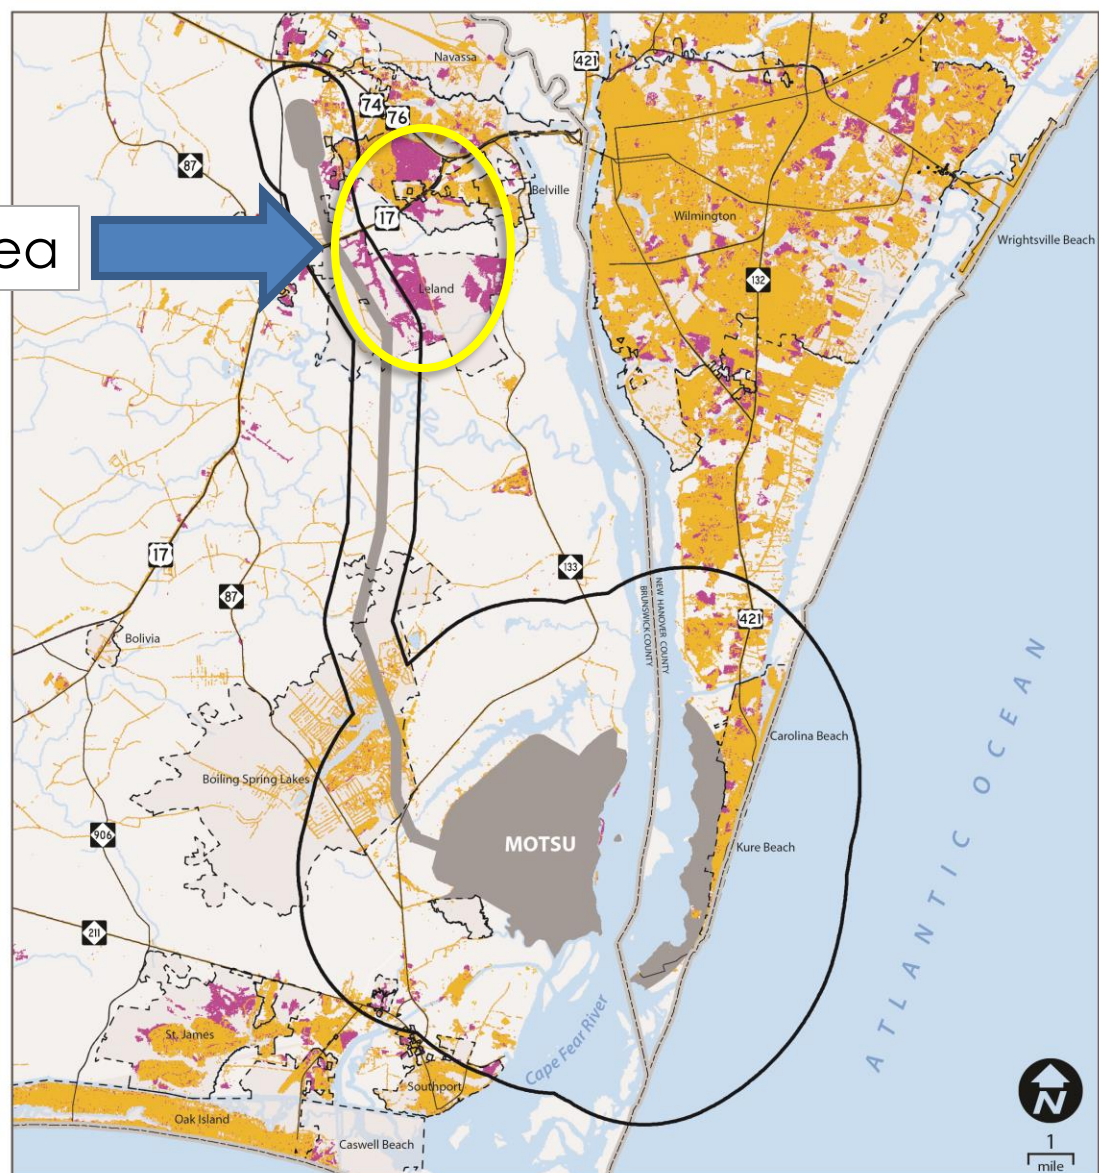 Navassa
421
74
76
87
Belville
17
Wilmington
ea
Wrightsville Beach
Leland
132
133
17
87
NEW HANOVER COUNTY
BRUNSWICK COUNTY
421
Bolivia
Carolina Beach
Boiling Spring Lakes
906
MOTSU
Kure Beach
ATLANTIC OCEAN
211
Cape Fear River
St. James
Southport
Oak Island
Caswell Beach
N
1
mile